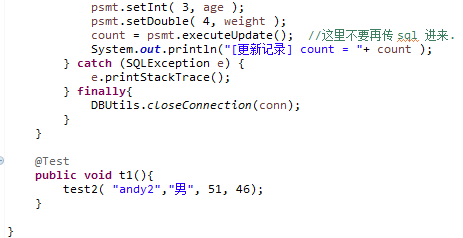 psmt.setInt( 3, age );
psmt.setDouble( 4, weight );
count = psmt.executeUpdate();  //这里不要再传 sql 进来.
System.out.println("[更新记录] count = "+ count );
} catch (SQLException e) {
e.printStackTrace();
} finally{
DBUtils.closeConnection(conn);
}
}
@Test
public void t1(){
test2( "andy2","男", 51, 46);
}
}